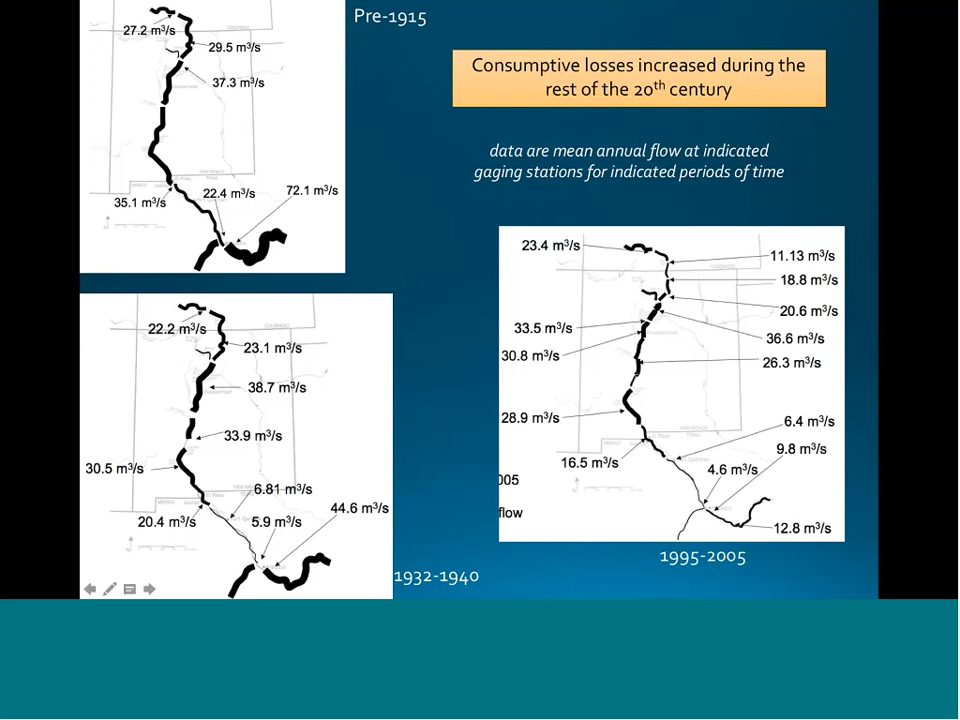 Pre-1915
27.2 m³/s
29.5 m³/s
37.3 m³/s
35.1 m³/s
22.4 m³/s
72.1 m³/s
Consumptive losses increased during the
rest of the 20th century
data are mean annual flow at indicated
gaging stations for indicated periods of time
22.2 m³/s
COLORADO
23.1 m³/s
38.7 m³/s
33.9 m³/s
30.5 m³/s
6.81 m³/s
20.4 m³/s
5.9 m³/s
44.6 m³/s
1932-1940
23.4 m³/s
11.13 m³/s
18.8 m³/s
20.6 m³/s
33.5 m³/s
36.6 m³/s
30.8 m³/s
26.3 m³/s
28.9 m³/s
6.4 m³/s
9.8 m³/s
16.5 m³/s
4.6 m³/s
005
flow
12.8 m³/s
1995-2005